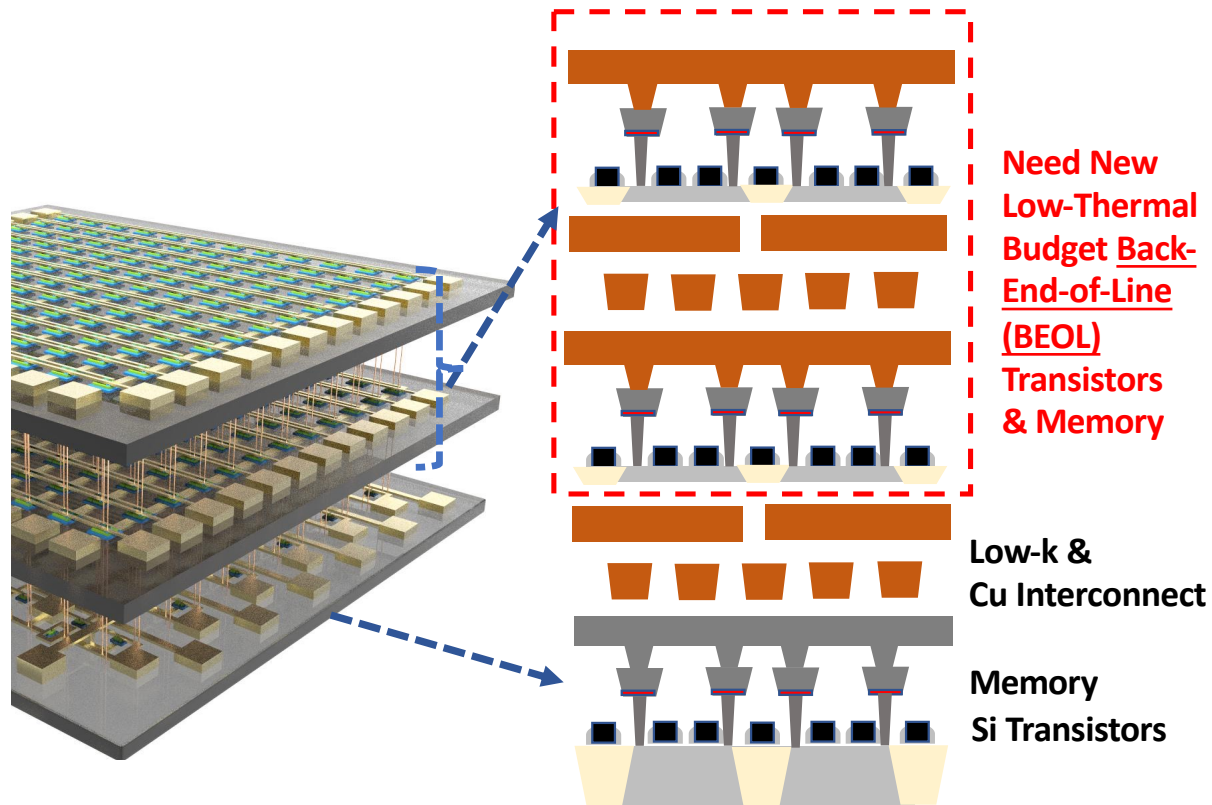 Need New
Low-Thermal
Budget Back-
End-of-Line
(BEOL)
Transistors
& Memory
Low-k &
Cu Interconnect
Memory
Si Transistors